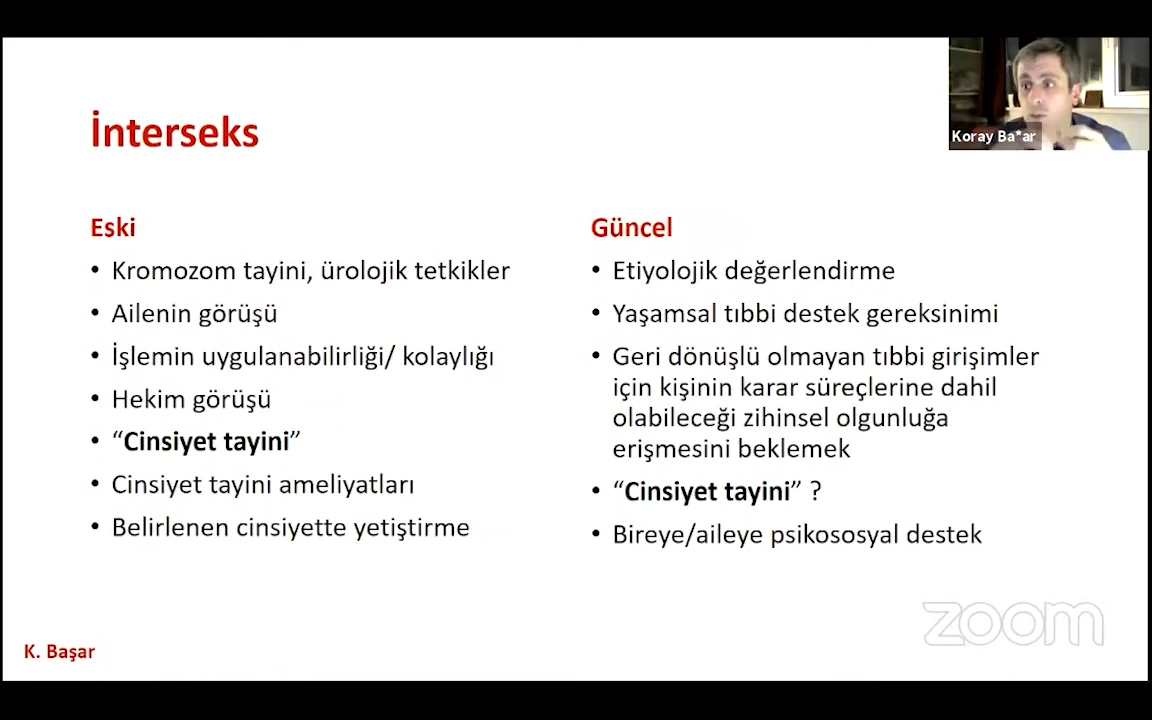 İnterseks
Koray Ba*ar
Eski
• Kromozom tayini, ürolojik tetkikler
• Ailenin görüşü
• İşlemin uygulanabilirliği/ kolaylığı
• Hekim görüşü
• “Cinsiyet tayini”
• Cinsiyet tayini ameliyatları
• Belirlenen cinsiyette yetiştirme
Güncel
• Etiyolojik değerlendirme
• Yaşamsal tıbbi destek gereksinimi
• Geri dönüşlü olmayan tıbbi girişimler
için kişinin karar süreçlerine dahil
olabileceği zihinsel olgunluğa
erişmesini beklemek
• “Cinsiyet tayini” ?
• Bireye/aileye psikososyal destek
zoom
K. Başar